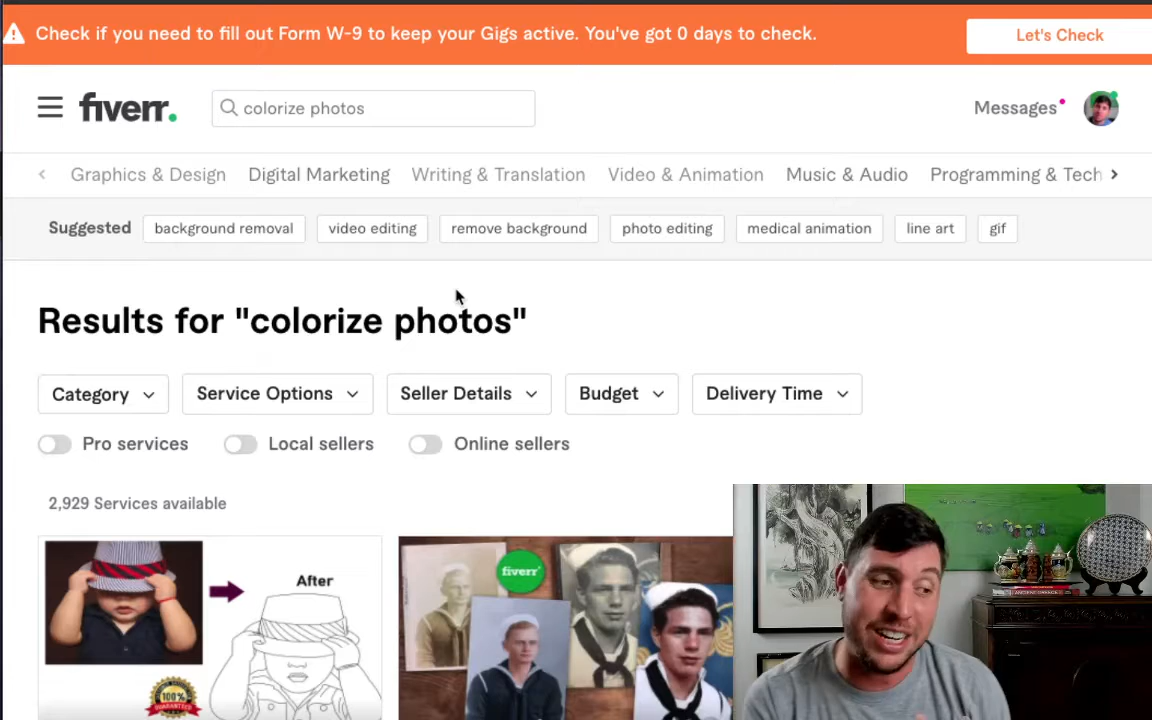 Check if you need to fill out Form W-9 to keep your Gigs active. You've got 0 days to check.
Let's Check
fiverr.
colorize photos
Messages
Graphics & Design
Digital Marketing
Writing & Translation
Video & Animation
Music & Audio
Programming & Tech
Suggested
background removal
video editing
remove background
photo editing
medical animation
line art
gif
Results for "colorize photos"
Category
Service Options
Seller Details
Budget
Delivery Time
Pro services
Local sellers
Online sellers
2,929 Services available
After
100%
GUARANTEED
fiverr